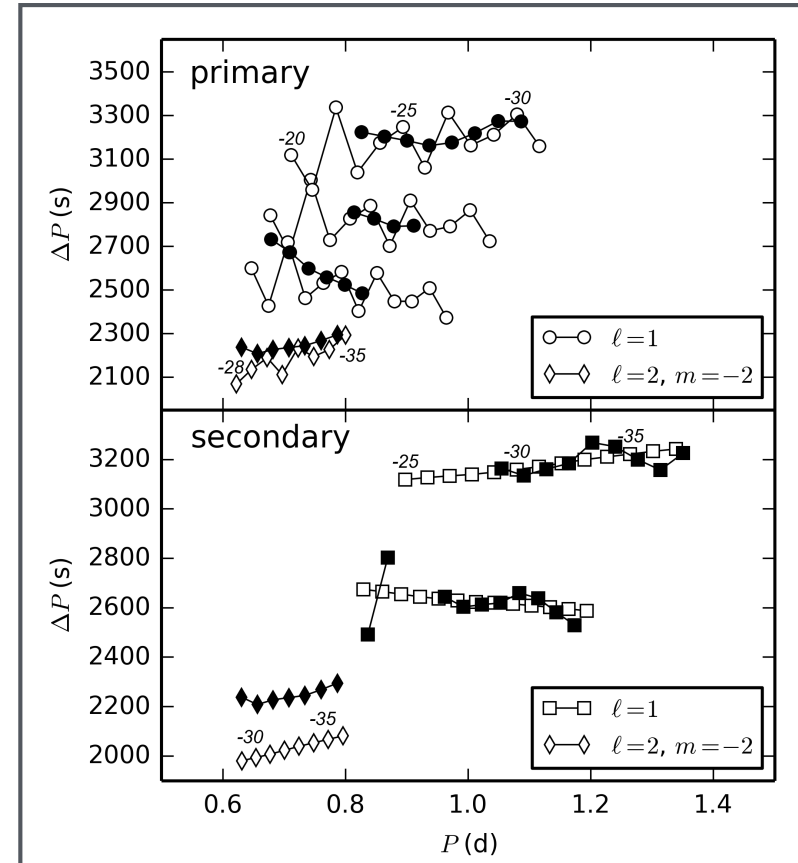 primary
3500
3300
3100
2900
2700
2500
2300
2100
ΔP (s)
-20
-25
-30
-28
-35
ℓ=1
ℓ=2, m=−2
secondary
3200
3000
2800
2600
2400
2200
2000
ΔP (s)
-25
-30
-35
-30
-35
ℓ=1
ℓ=2, m=−2
0.6 0.8 1.0 1.2 1.4
P (d)